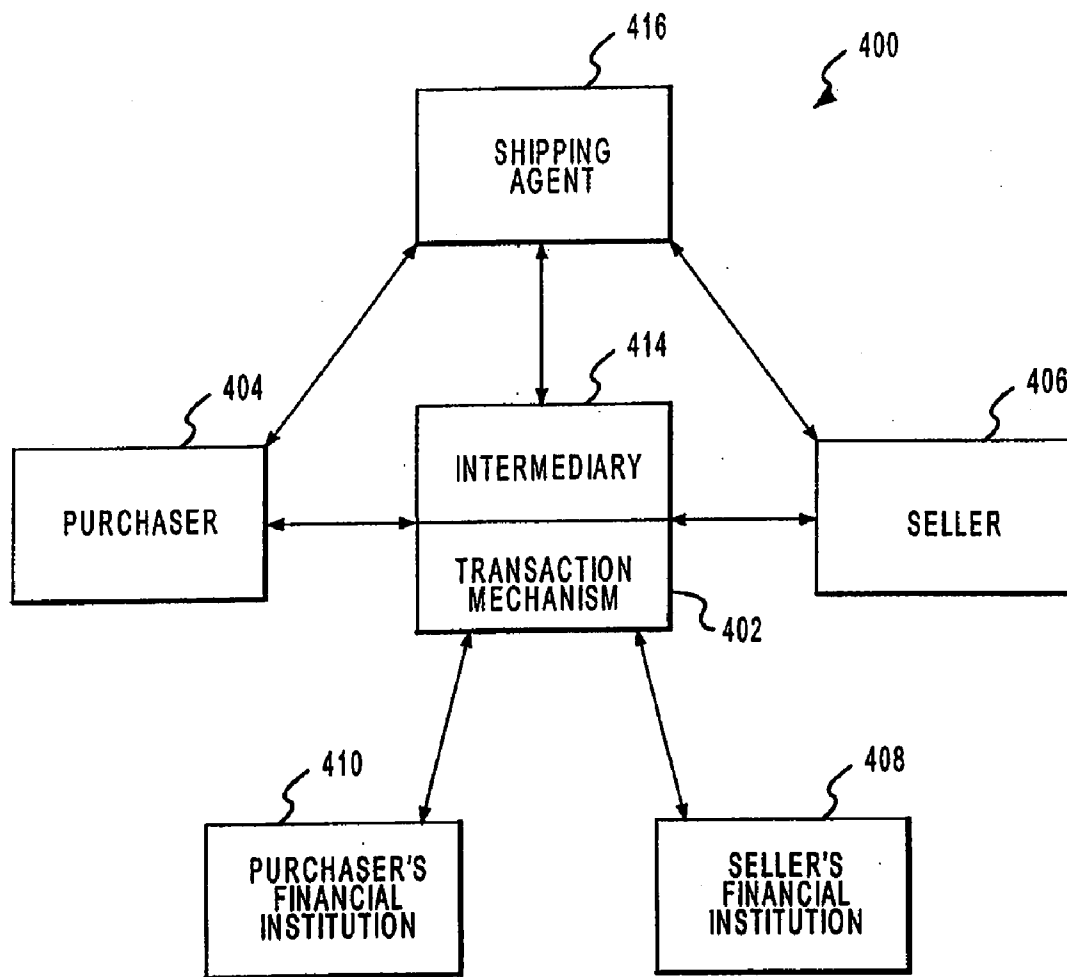 416
400
SHIPPING
AGENT
414
404
406
INTERMEDIARY
PURCHASER
SELLER
TRANSACTION
MECHANISM
402
410
408
PURCHASER'S
FINANCIAL
INSTITUTION
SELLER'S
FINANCIAL
INSTITUTION